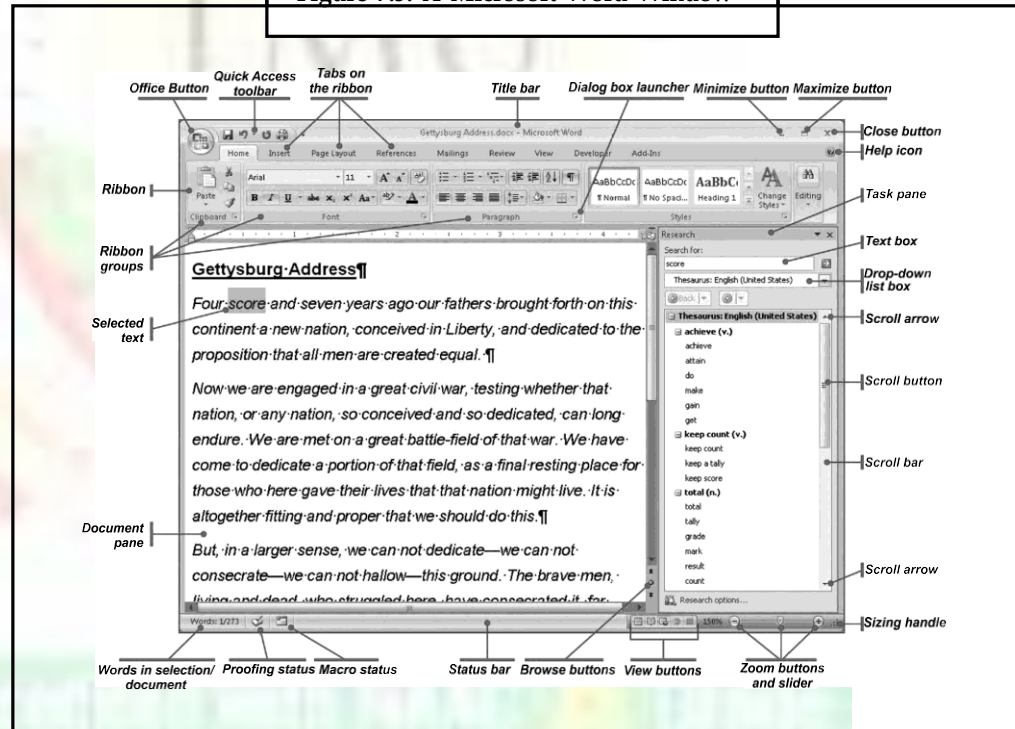 Office Button
Quick Access
toolbar
Tabs on
the ribbon
Title bar
Dialog box launcher
Minimize button
Maximize button
Gettysburg Address.docx - Microsoft Word
Close button
Home Insert Page Layout References Mailings Review View Developer Add-Ins
Help icon
Ribbon
Paste
Arial 11
AaBbCcDc AaBbCcDc AaBbC
¶ Normal ¶ No Spaci... Heading 1
Change
Styles
Editing
Clipboard Font Paragraph Styles
Task pane
Ribbon
groups
Research
Search for:
score
Text box
Thesaurus: English (United States)
Drop-down
list box
Back
Gettysburg·Address¶
Four·score·and·seven·years·ago·our·fathers·brought·forth·on·this·
continent·a·new·nation,·conceived·in·Liberty,·and·dedicated·to·the·
proposition·that·all·men·are·created·equal.·¶
Selected
text
Now·we·are·engaged·in·a·great·civil·war,·testing·whether·that·
nation,·or·any·nation,·so·conceived·and·so·dedicated,·can·long·
endure.·We·are·met·on·a·great·battle-field·of·that·war.·We·have·
come·to·dedicate·a·portion·of·that·field,·as·a·final·resting·place·for·
those·who·here·gave·their·lives·that·that·nation·might·live.·It·is·
altogether·fitting·and·proper·that·we·should·do·this.¶
Document
pane
But,·in·a·larger·sense,·we·can·not·dedicate—we·can·not·
consecrate—we·can·not·hallow—this·ground.·The·brave·men,·
living·and·dead,·who·struggled·here,·have·consecrated·it,·far·
Thesaurus: English (United States)
Scroll arrow
achieve (v.)
achieve
attain
do
Scroll button
make
gain
get
keep count (v.)
keep count
keep a tally
Scroll bar
keep score
total (n.)
total
tally
grade
mark
result
Scroll arrow
count
Research options...
Words: 1/273
150%
Sizing handle
Words in selection/
document
Proofing status
Macro status
Status bar
Browse buttons
View buttons
Zoom buttons
and slider